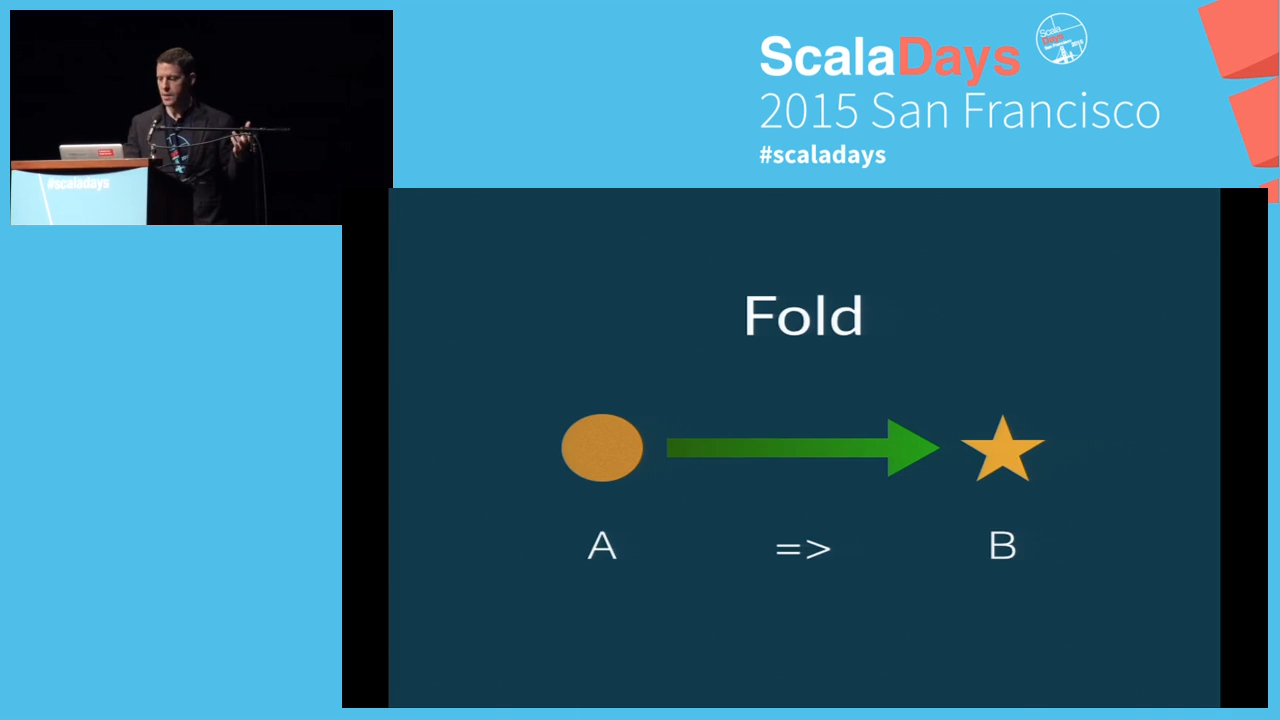 ScalaDays
2015 San Francisco
#scaladays
#scaladays
Fold
A => B